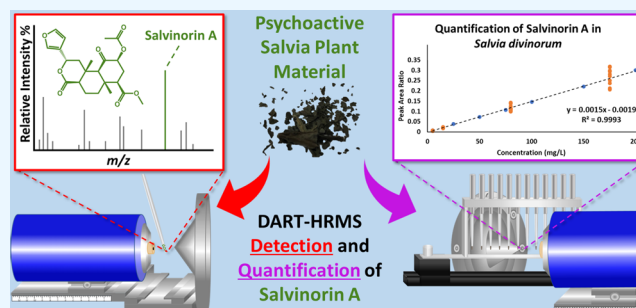 Psychoactive
Salvia Plant
Material
Relative Intensity %
Salvinorin A
O
O
O
O
O
O
O
O
H
H
m/z
Quantification of Salvinorin A in
Salvia divinorum
Peak Area Ratio
0.35
0.3
0.25
0.2
0.15
0.1
0.05
0
0
50
100
150
200
y = 0.0015x - 0.0019
R² = 0.9993
Concentration (mg/L)
DART-HRMS
Detection and
Quantification of
Salvinorin A